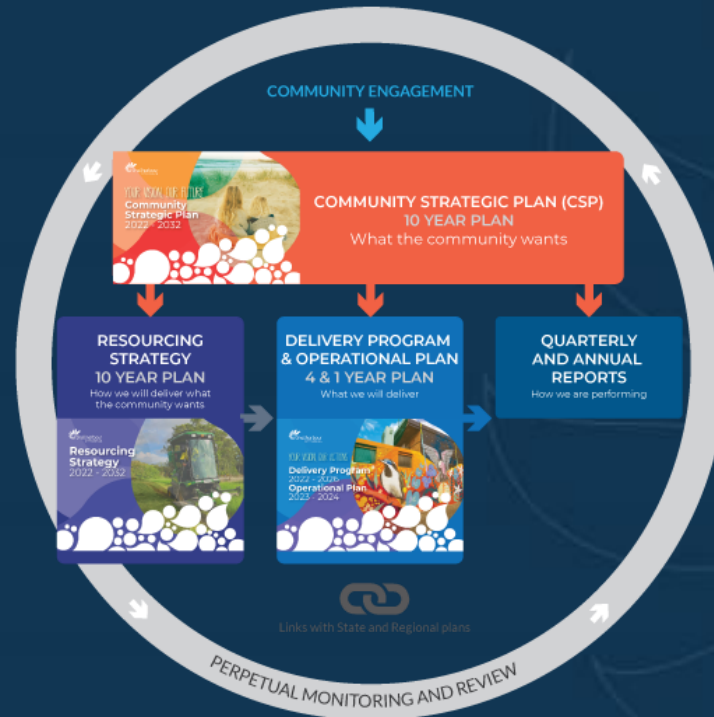 COMMUNITY ENGAGEMENT
YOUR VISION OUR FUTURE
Community
Strategic Plan
2022 - 2032
COMMUNITY STRATEGIC PLAN (CSP)
10 YEAR PLAN
What the community wants
RESOURCING
STRATEGY
10 YEAR PLAN
How we will deliver what
the community wants
Resourcing
Strategy
2022 - 2032
DELIVERY PROGRAM
& OPERATIONAL PLAN
4 & 1 YEAR PLAN
What we will deliver
YOUR VISION OUR ACTIONS
Delivery Program
2022 - 2026
Operational Plan
2023 - 2024
QUARTERLY
AND ANNUAL
REPORTS
How we are performing
Links with State and Regional plans
PERPETUAL MONITORING AND REVIEW